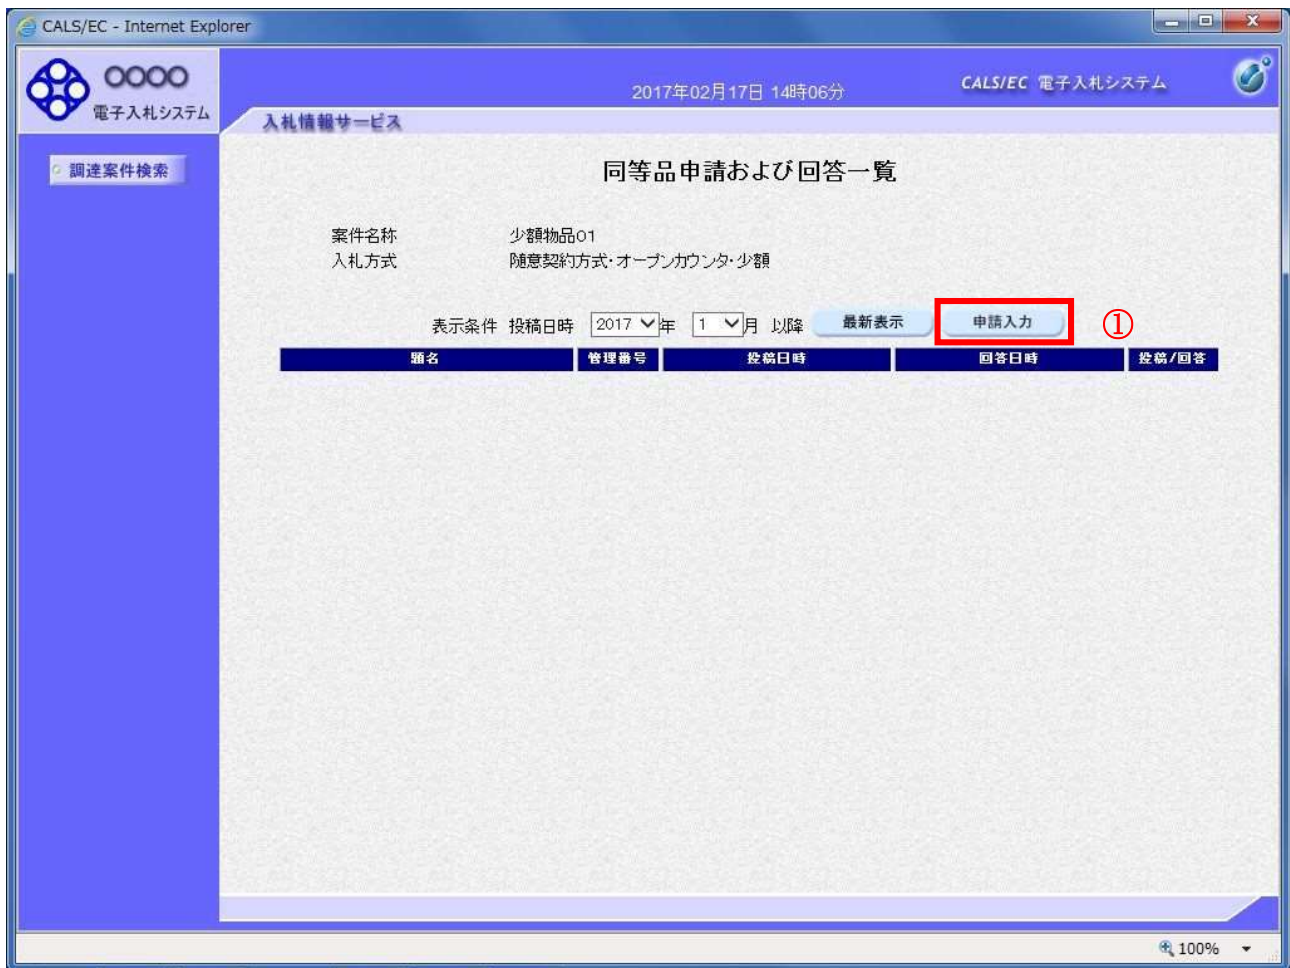 CALS/EC - Internet Explorer
○○○○
電子入札システム
2017年02月17日 14時06分
CALS/EC 電子入札システム
入札情報サービス
調達案件検索
同等品申請および回答一覧
案件名称 少額物品01
入札方式 随意契約方式・オープンカウンタ・少額
表示条件 投稿日時 2017 年 1 月 以降 最新表示 申請入力 ①
題名 管理番号 投稿日時 回答日時 投稿/回答
100%